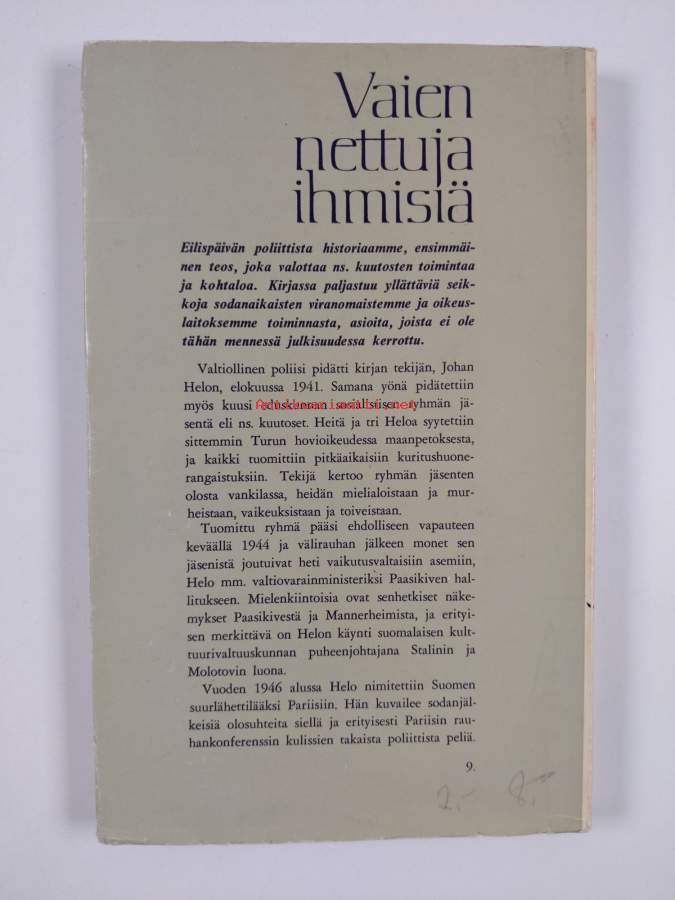 Vaien
nettuja
ihmisiä
Eilispäivän poliittista historiaamme, ensimmäi-
nen teos, joka valottaa ns. kuutosten toimintaa
ja kohtaloa. Kirjassa paljastuu yllättäviä seik-
koja sodanaikaisten viranomaistemme ja oikeus-
laitoksemme toiminnasta, asioita, joista ei ole
tähän mennessä julkisuudessa kerrottu.
Valtiollinen poliisi pidätti kirjan tekijän, Johan
Helon, elokuussa 1941. Samana yönä pidätettiin
myös kuusi eduskunnan sosialistisen ryhmän jä-
Antikvariaatti.net
sentä eli ns. kuutoset. Heitä ja tri Heloa syytettiin
sittemmin Turun hovioikeudessa maanpetoksesta,
ja kaikki tuomittiin pitkäaikaisiin kuritushuone-
rangaistuksiin. Tekijä kertoo ryhmän jäsenten
olosta vankilassa, heidän mielialoistaan ja mur-
heistaan, vaikeuksistaan ja toiveistaan.
Tuomittu ryhmä pääsi ehdolliseen vapauteen
keväällä 1944 ja välirauhan jälkeen monet sen
jäsenistä joutuivat heti vaikutusvaltaisiin asemiin,
Helo mm. valtiovarainministeriksi Paasikiven hal-
litukseen. Mielenkiintoisia ovat senhetkiset näke-
mykset Paasikivestä ja Mannerheimista, ja erityi-
sen merkittävä on Helon käynti suomalaisen kult-
tuurivaltuuskunnan puheenjohtajana Stalinin ja
Molotovin luona.
Vuoden 1946 alussa Helo nimitettiin Suomen
suurlähettilääksi Pariisiin. Hän kuvailee sodanjäl-
keisiä olosuhteita siellä ja erityisesti Pariisin rau-
hankonferenssin kulissien takaista poliittista peliä.
9.
2,- 8,-